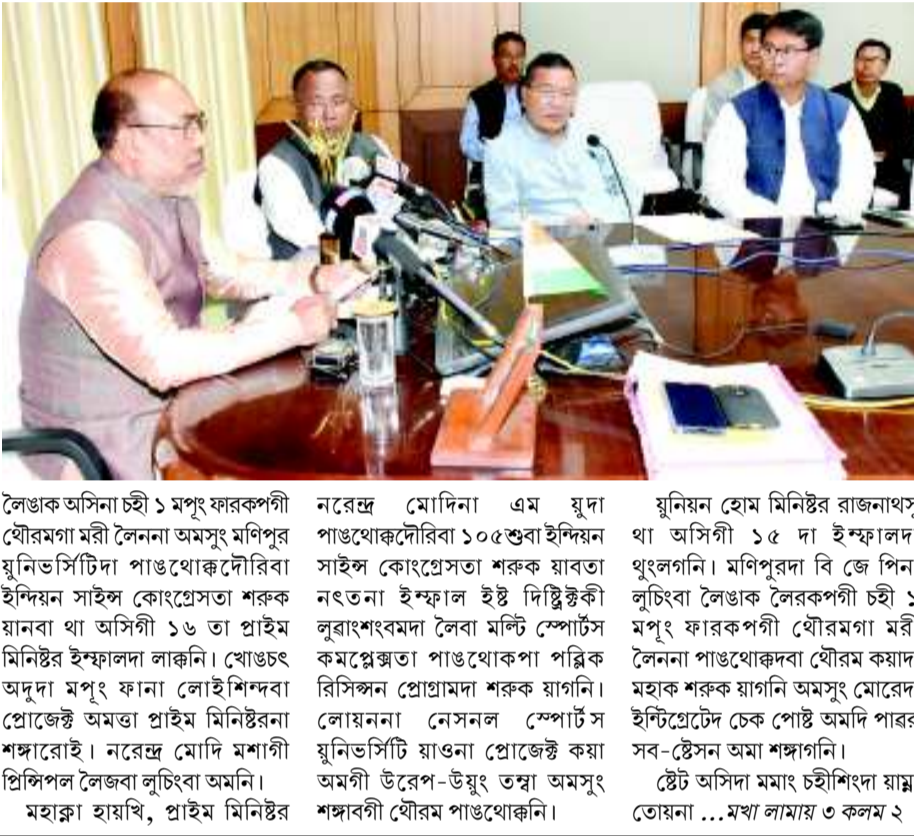 লৈঙাক অসিনা চহী ১ মপূং ফারকপগী
থৌরমগা মরী লৈননা অমসুং মণিপুর
য়ুনিভর্সিটিদা পাঙথোক্কদৌরিবা
ইন্দিয়ন সাইন্স কোংগ্রেসতা শরুক
য়ানবা থা অসিগী ১৬ তা প্রাইম
মিনিষ্টর ইম্ফালদা লাক্কনি। খোঙচৎ
অদুদা মপূং ফানা লোইশিন্দবা
প্রোজেক্ট অমত্তা প্রাইম মিনিষ্টরনা
শঙ্গারোই। নরেন্দ্র মোদি মশাগী
প্রিন্সিপল লৈজবা লুচিংবা অমনি।
মহাক্না হায়খি, প্রাইম মিনিষ্টর
নরেন্দ্র মোদিনা এম য়ুদা
পাঙথোক্কদৌরিবা ১০৫শুবা ইন্দিয়ন
সাইন্স কোংগ্রেসতা শরুক য়াবতা
নৎতনা ইম্ফাল ইষ্ট দিষ্ট্রিক্টকী
লুৱাংশংবমদা লৈবা মল্টি স্পোর্টস
কমপ্লেক্সতা পাঙথোকপা পব্লিক
রিসিপ্সন প্রোগ্রামদা শরুক য়াগনি।
লোয়ননা নেসনল স্পোর্টস
য়ুনিভর্সিটি য়াওনা প্রোজেক্ট কয়া
অমগী উরেপ-উয়ুং তম্বা অমসুং
শঙ্গাবগী থৌরম পাঙথোক্কনি।
য়ুনিয়ন হোম মিনিষ্টর রাজনাথসু
থা অসিগী ১৫ দা ইম্ফালদ
থুংলগনি। মণিপুরদা বি জে পিন
লুচিংবা লৈঙাক লৈরকপগী চহী ১
মপূং ফারকপগী থৌরমগা মরী
লৈননা পাঙথোক্কদবা থৌরম কয়াদ
মহাক শরুক য়াগনি অমসুং মোরেদ
ইন্টিগ্রেটেদ চেক পোষ্ট অমদি পাৱর
সব-ষ্টেসন অমা শঙ্গাগনি।
ষ্টেট অসিদা মমাং চহীশিংদা য়াম্না
তোয়না ...মখা লামায় ৩ কলম ২